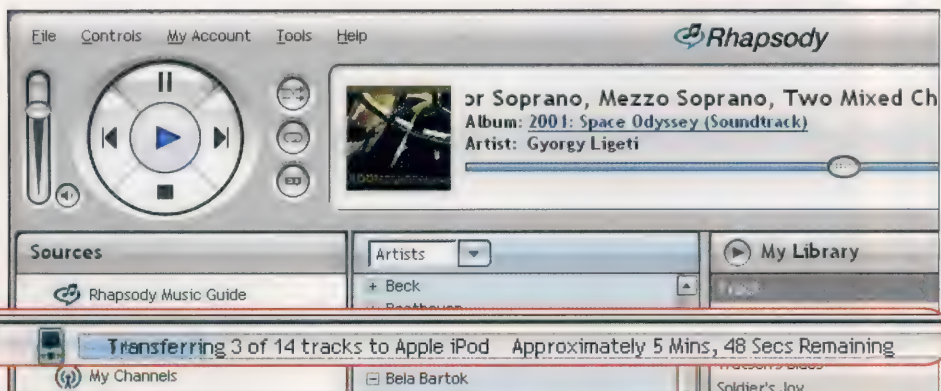 File Controls My Account Tools Help
Rhapsody
or Soprano, Mezzo Soprano, Two Mixed Ch
Album: 2001: Space Odyssey (Soundtrack)
Artist: Gyorgy Ligeti
Sources
Artists
My Library
Rhapsody Music Guide
+ Beck
Transferring 3 of 14 tracks to Apple iPod Approximately 5 Mins, 48 Secs Remaining
My Channels
Bela Bartok
Soldier's Joy